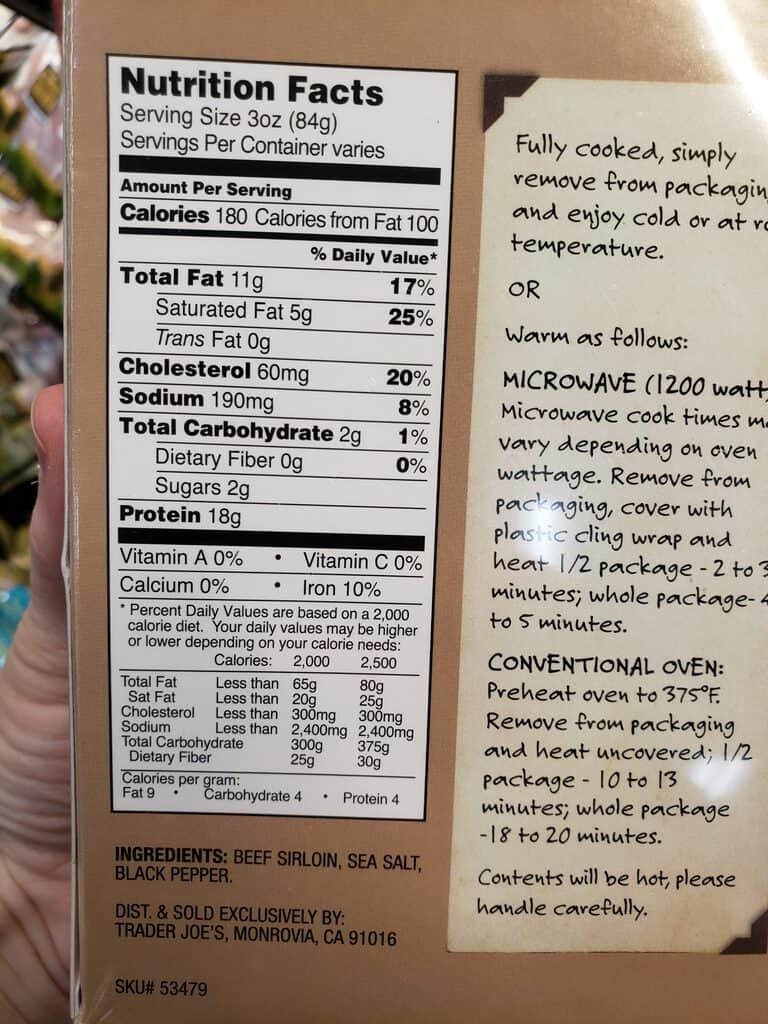 Nutrition Facts
Serving Size 3oz (84g)
Servings Per Container varies
Amount Per Serving
Calories 180 Calories from Fat 100
% Daily Value*
Total Fat 11g 17%
Saturated Fat 5g 25%
Trans Fat 0g
Cholesterol 60mg 20%
Sodium 190mg 8%
Total Carbohydrate 2g 1%
Dietary Fiber 0g 0%
Sugars 2g
Protein 18g
Vitamin A 0% • Vitamin C 0%
Calcium 0% • Iron 10%
* Percent Daily Values are based on a 2,000
calorie diet. Your daily values may be higher
or lower depending on your calorie needs:
Calories: 2,000 2,500
Total Fat Less than 65g 80g
Sat Fat Less than 20g 25g
Cholesterol Less than 300mg 300mg
Sodium Less than 2,400mg 2,400mg
Total Carbohydrate 300g 375g
Dietary Fiber 25g 30g
Calories per gram:
Fat 9 • Carbohydrate 4 • Protein 4
INGREDIENTS: BEEF SIRLOIN, SEA SALT,
BLACK PEPPER.
DIST. & SOLD EXCLUSIVELY BY:
TRADER JOE'S, MONROVIA, CA 91016
SKU# 53479
Fully cooked, simply
remove from packagin
and enjoy cold or at
temperature.
OR
Warm as follows:
MICROWAVE (1200 watt
Microwave cook times
vary depending on oven
wattage. Remove from
packaging, cover with
plastic cling wrap and
heat 1/2 package - 2 to 3
minutes; whole package- 4
to 5 minutes.
CONVENTIONAL OVEN:
Preheat oven to 375°F.
Remove from packaging
and heat uncovered; 1/2
package - 10 to 13
minutes; whole package
-18 to 20 minutes.
Contents will be hot, please
handle carefully.